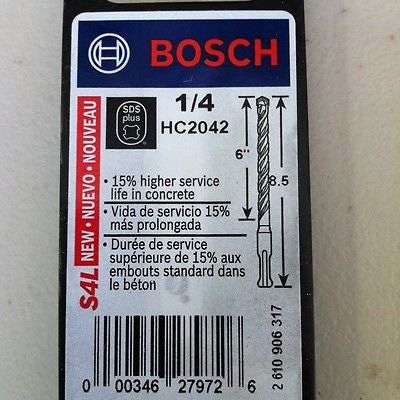 BOSCH
SDS
plus
1/4
HC2042
6"
8.5
S4L NEW • NUEVO • NOUVEAU
• 15% higher service
life in concrete
• Vida de servicio 15%
más prolongada
• Durée de service
supérieure de 15% aux
embouts standard dans
le béton
2 610 906 317
0 00346 27972 6